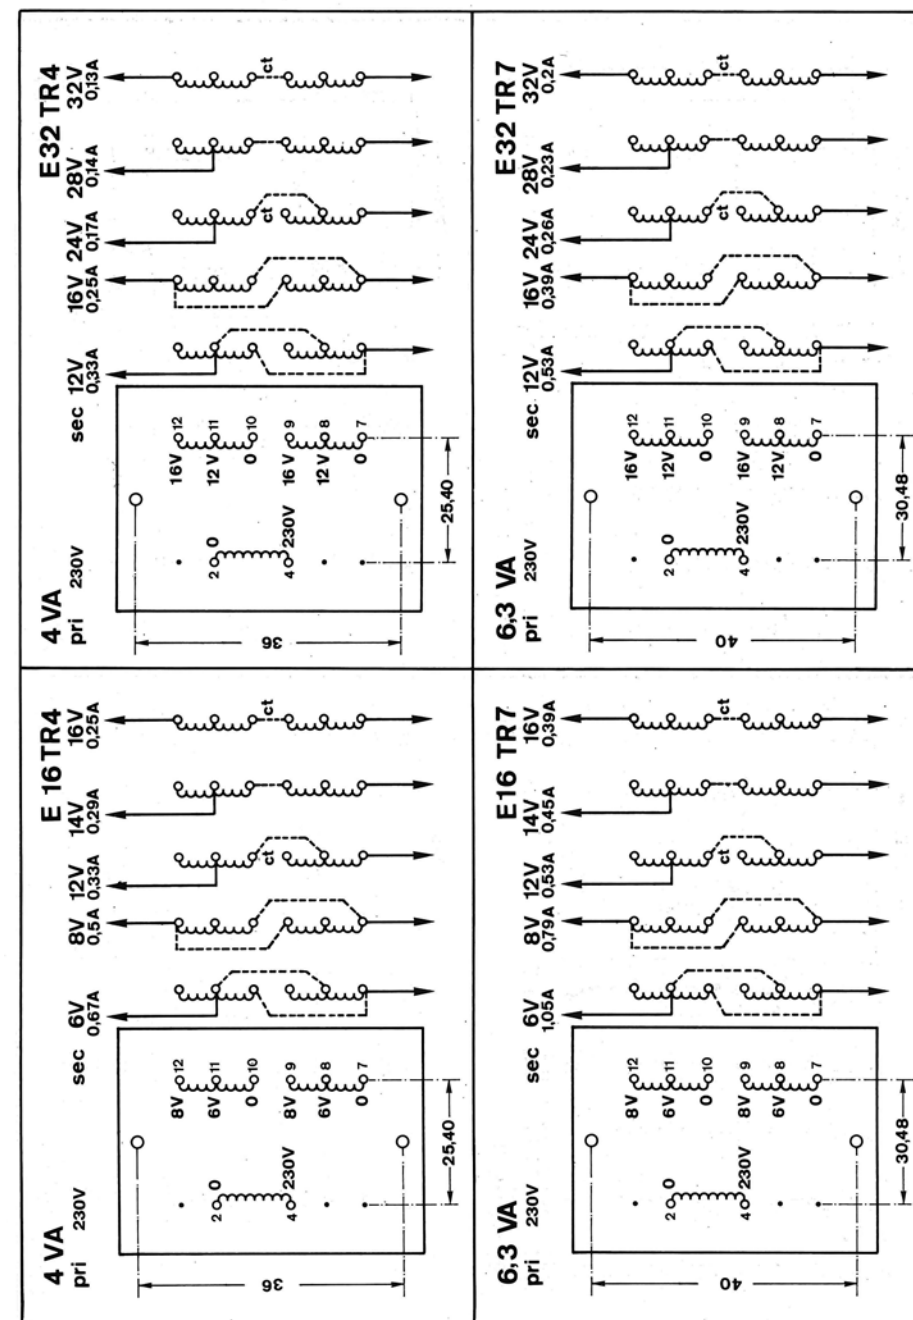 E32 TR4
32V
0,13A
ct
28V
0,14A
24V
0,17A
ct
16V
0,25A
12V
0,33A
4 VA
pri 230V
sec
16V 12
12V 11
0 10
16V 9
12V 8
0 7
2 0
4 230V
25,40
36
E32 TR7
32V
0,2A
ct
28V
0,23A
24V
0,26A
ct
16V
0,39A
12V
0,53A
6,3 VA
pri 230V
sec
16V 12
12V 11
0 10
16V 9
12V 8
0 7
2 0
4 230V
30,48
40
E 16 TR4
16V
0,25A
ct
14V
0,29A
12V
0,33A
ct
8V
0,5A
6V
0,67A
4 VA
pri 230V
sec
8V 12
6V 11
0 10
8V 9
6V 8
0 7
2 0
4 230V
25,40
36
E16 TR7
16V
0,39A
ct
14V
0,45A
12V
0,53A
ct
8V
0,79A
6V
1,05A
6,3 VA
pri 230V
sec
8V 12
6V 11
0 10
8V 9
6V 8
0 7
2 0
4 230V
30,48
40